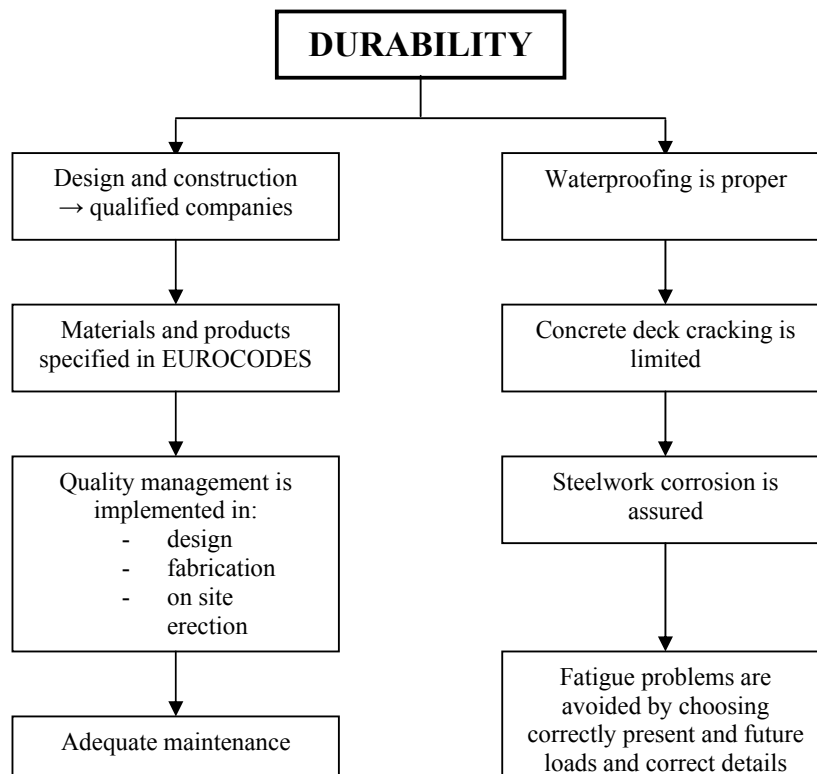 DURABILITY
Design and construction
→ qualified companies
Materials and products
specified in EUROCODES
Quality management is
implemented in:
- design
- fabrication
- on site
erection
Adequate maintenance
Waterproofing is proper
Concrete deck cracking is
limited
Steelwork corrosion is
assured
Fatigue problems are
avoided by choosing
correctly present and future
loads and correct details